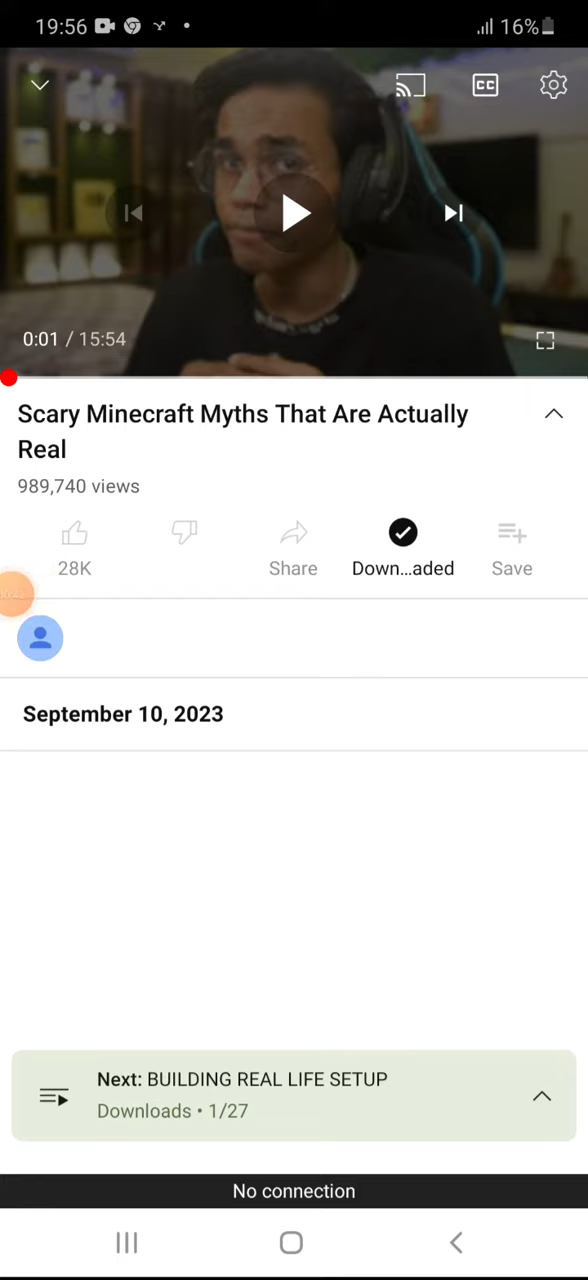 19:56
16%
CC
0:01 / 15:54
Scary Minecraft Myths That Are Actually
Real
989,740 views
28K
Share
Down...aded
Save
September 10, 2023
Next: BUILDING REAL LIFE SETUP
Downloads • 1/27
No connection